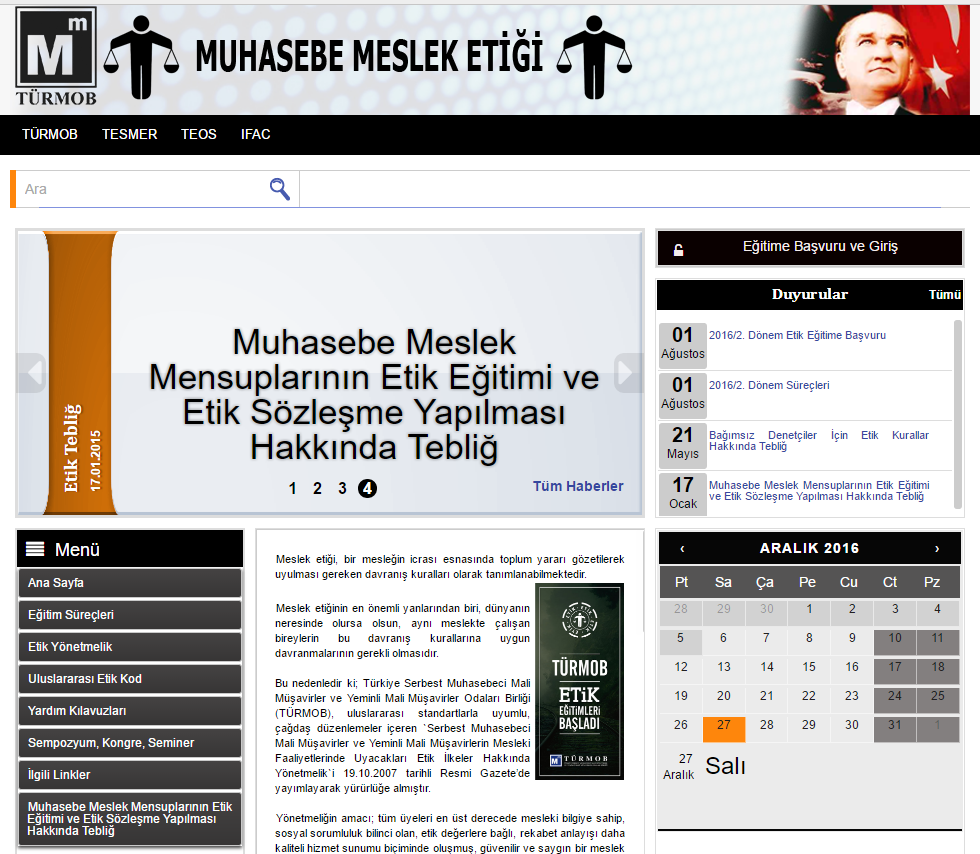 M m
TÜRMOB
MUHASEBE MESLEK ETİĞİ
TÜRMOB TESMER TEOS IFAC
Ara
Etik Tebliğ
17.01.2015
Muhasebe Meslek
Mensuplarının Etik Eğitimi ve
Etik Sözleşme Yapılması
Hakkında Tebliğ
1 2 3 4
Tüm Haberler
Eğitime Başvuru ve Giriş
Duyurular Tümü
01 Ağustos
2016/2. Dönem Etik Eğitime Başvuru
01 Ağustos
2016/2. Dönem Süreçleri
21 Mayıs
Bağımsız Denetçiler İçin Etik Kurallar
Hakkında Tebliğ
17 Ocak
Muhasebe Meslek Mensuplarının Etik Eğitimi
ve Etik Sözleşme Yapılması Hakkında Tebliğ
Menü
Ana Sayfa
Eğitim Süreçleri
Etik Yönetmelik
Uluslararası Etik Kod
Yardım Kılavuzları
Sempozyum, Kongre, Seminer
İlgili Linkler
Muhasebe Meslek Mensuplarının Etik
Eğitimi ve Etik Sözleşme Yapılması
Hakkında Tebliğ
Meslek etiği, bir mesleğin icrası esnasında toplum yararı gözetilerek
uyulması gereken davranış kuralları olarak tanımlanabilmektedir.
Meslek etiğinin en önemli yanlarından biri, dünyanın
neresinde olursa olsun, aynı meslekte çalışan
bireylerin bu davranış kurallarına uygun
davranmalarının gerekli olmasıdır.
Bu nedenledir ki; Türkiye Serbest Muhasebeci Mali
Müşavirler ve Yeminli Mali Müşavirler Odaları Birliği
(TÜRMOB), uluslararası standartlarla uyumlu,
çağdaş düzenlemeler içeren `Serbest Muhasebeci
Mali Müşavirler ve Yeminli Mali Müşavirlerin Mesleki
Faaliyetlerinde Uyacakları Etik İlkeler Hakkında
Yönetmelik`i 19.10.2007 tarihli Resmi Gazete'de
yayımlayarak yürürlüğe almıştır.
Yönetmeliğin amacı; tüm üyeleri en üst derecede mesleki bilgiye sahip,
sosyal sorumluluk bilinci olan, etik değerlere bağlı, rekabet anlayışı daha
kaliteli hizmet sunumu biçiminde oluşmuş, güvenilir ve saygın bir meslek
TÜRMOB
ETİK
EĞİTİMLERİ
BAŞLADI
M TÜRMOB
‹ ARALIK 2016 ›
Pt Sa Ça Pe Cu Ct Pz
28 29 30 1 2 3 4
5 6 7 8 9 10 11
12 13 14 15 16 17 18
19 20 21 22 23 24 25
26 27 28 29 30 31 1
27
Aralık
Salı